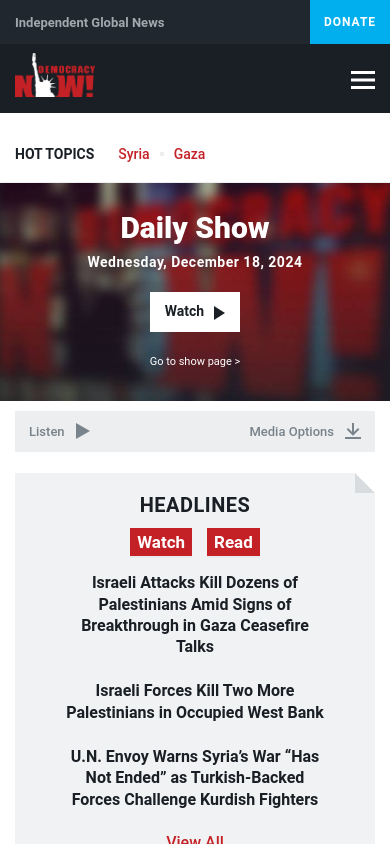 Independent Global News
DONATE
DEMOCRACY
NOW!
HOT TOPICS
Syria
Gaza
Daily Show
Wednesday, December 18, 2024
Watch
Go to show page >
Listen
Media Options
HEADLINES
Watch
Read
Israeli Attacks Kill Dozens of
Palestinians Amid Signs of
Breakthrough in Gaza Ceasefire
Talks
Israeli Forces Kill Two More
Palestinians in Occupied West Bank
U.N. Envoy Warns Syria’s War “Has
Not Ended” as Turkish-Backed
Forces Challenge Kurdish Fighters
View All